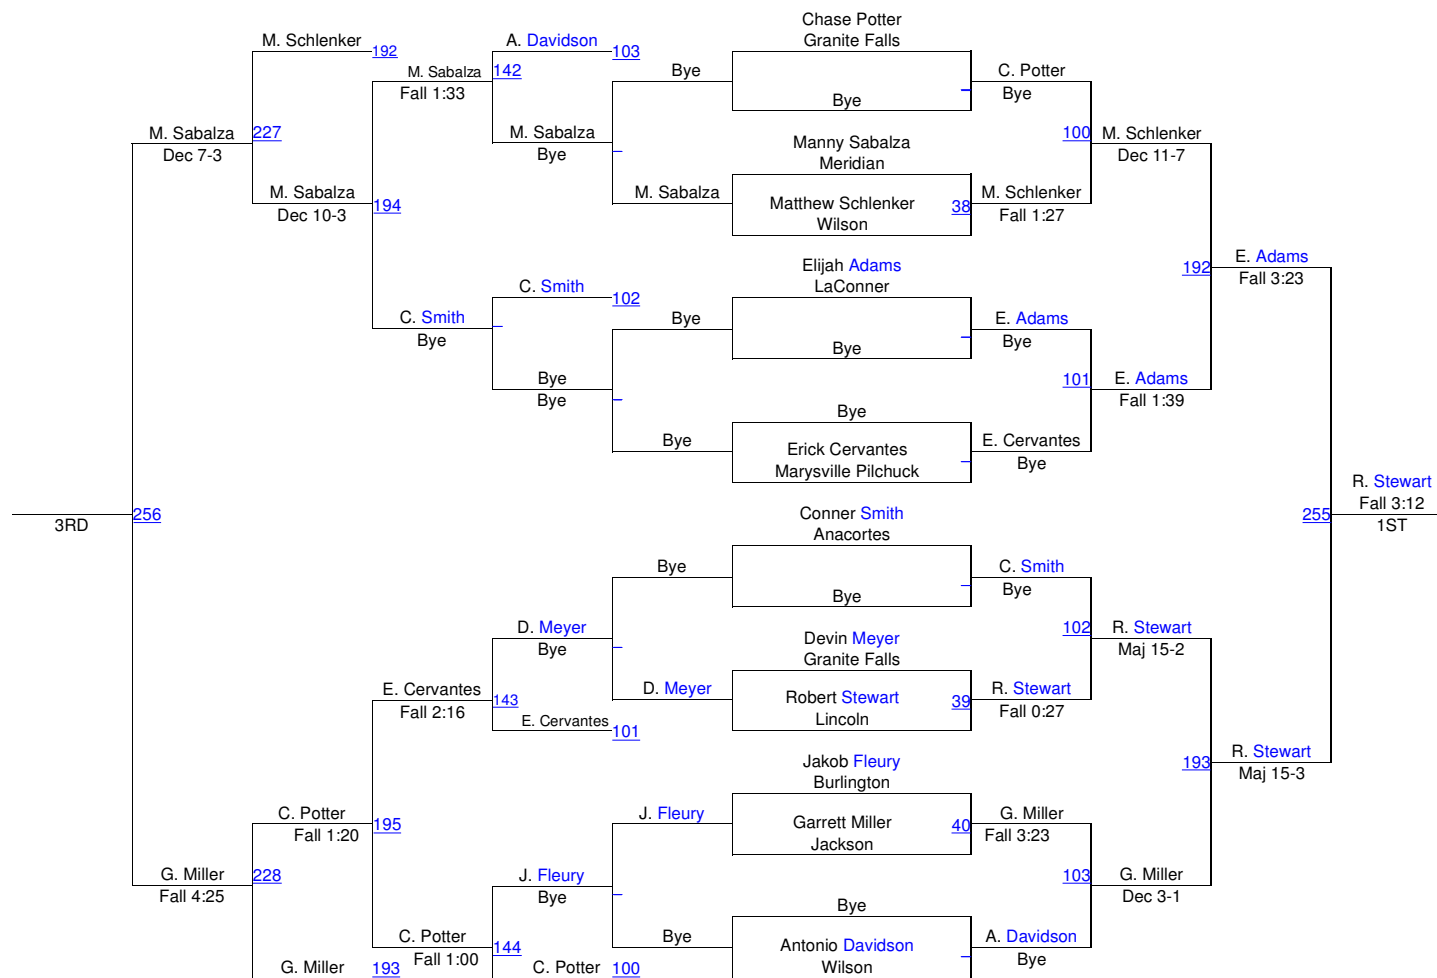 Chase Potter
Granite Falls
M. Schlenker
192
A. Davidson
103
M. Sabalza
142
Fall 1:33
Bye
C. Potter
Bye
Bye
M. Sabalza
227
Dec 7-3
M. Sabalza
Bye
Manny Sabalza
Meridian
100
M. Schlenker
Dec 11-7
M. Sabalza
Dec 10-3
194
M. Sabalza
Matthew Schlenker
Wilson
38
M. Schlenker
Fall 1:27
Elijah Adams
LaConner
192
E. Adams
Fall 3:23
C. Smith
102
C. Smith
Bye
Bye
Bye
E. Adams
Bye
Bye
Bye
101
E. Adams
Fall 1:39
Bye
Bye
Erick Cervantes
Marysville Pilchuck
E. Cervantes
Bye
3RD
256
Conner Smith
Anacortes
255
R. Stewart
Fall 3:12
1ST
Bye
Bye
C. Smith
Bye
D. Meyer
Bye
Devin Meyer
Granite Falls
102
R. Stewart
Maj 15-2
E. Cervantes
Fall 2:16
143
E. Cervantes
101
D. Meyer
Robert Stewart
Lincoln
39
R. Stewart
Fall 0:27
Jakob Fleury
Burlington
193
R. Stewart
Maj 15-3
C. Potter
Fall 1:20
195
J. Fleury
Garrett Miller
Jackson
40
G. Miller
Fall 3:23
G. Miller
Fall 4:25
228
J. Fleury
Bye
103
G. Miller
Dec 3-1
Bye
C. Potter
Fall 1:00
144
Bye
Antonio Davidson
Wilson
A. Davidson
Bye
G. Miller
193
C. Potter
100